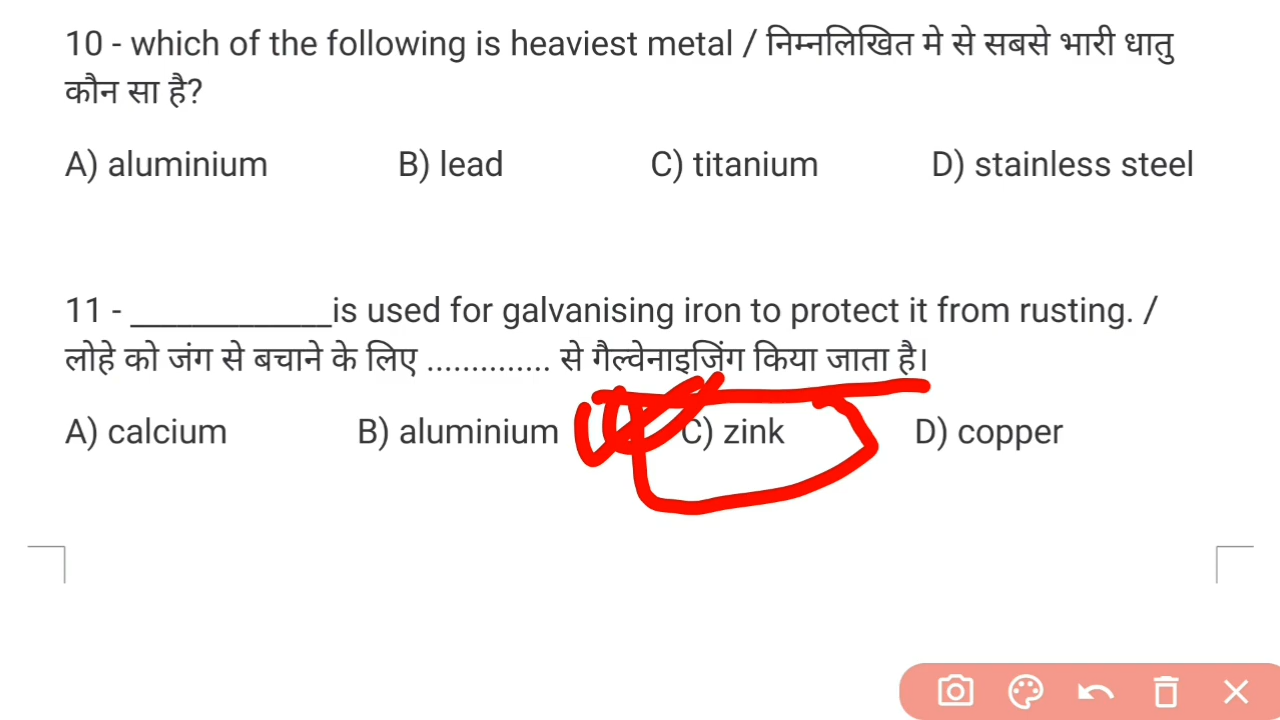 10 - which of the following is heaviest metal / निम्नलिखित मे से सबसे भारी धातु
कौन सा है?
A) aluminium B) lead C) titanium D) stainless steel
11 - ____________is used for galvanising iron to protect it from rusting. /
लोहे को जंग से बचाने के लिए .............. से गैल्वेनाइजिंग किया जाता है।
A) calcium B) aluminium C) zink D) copper